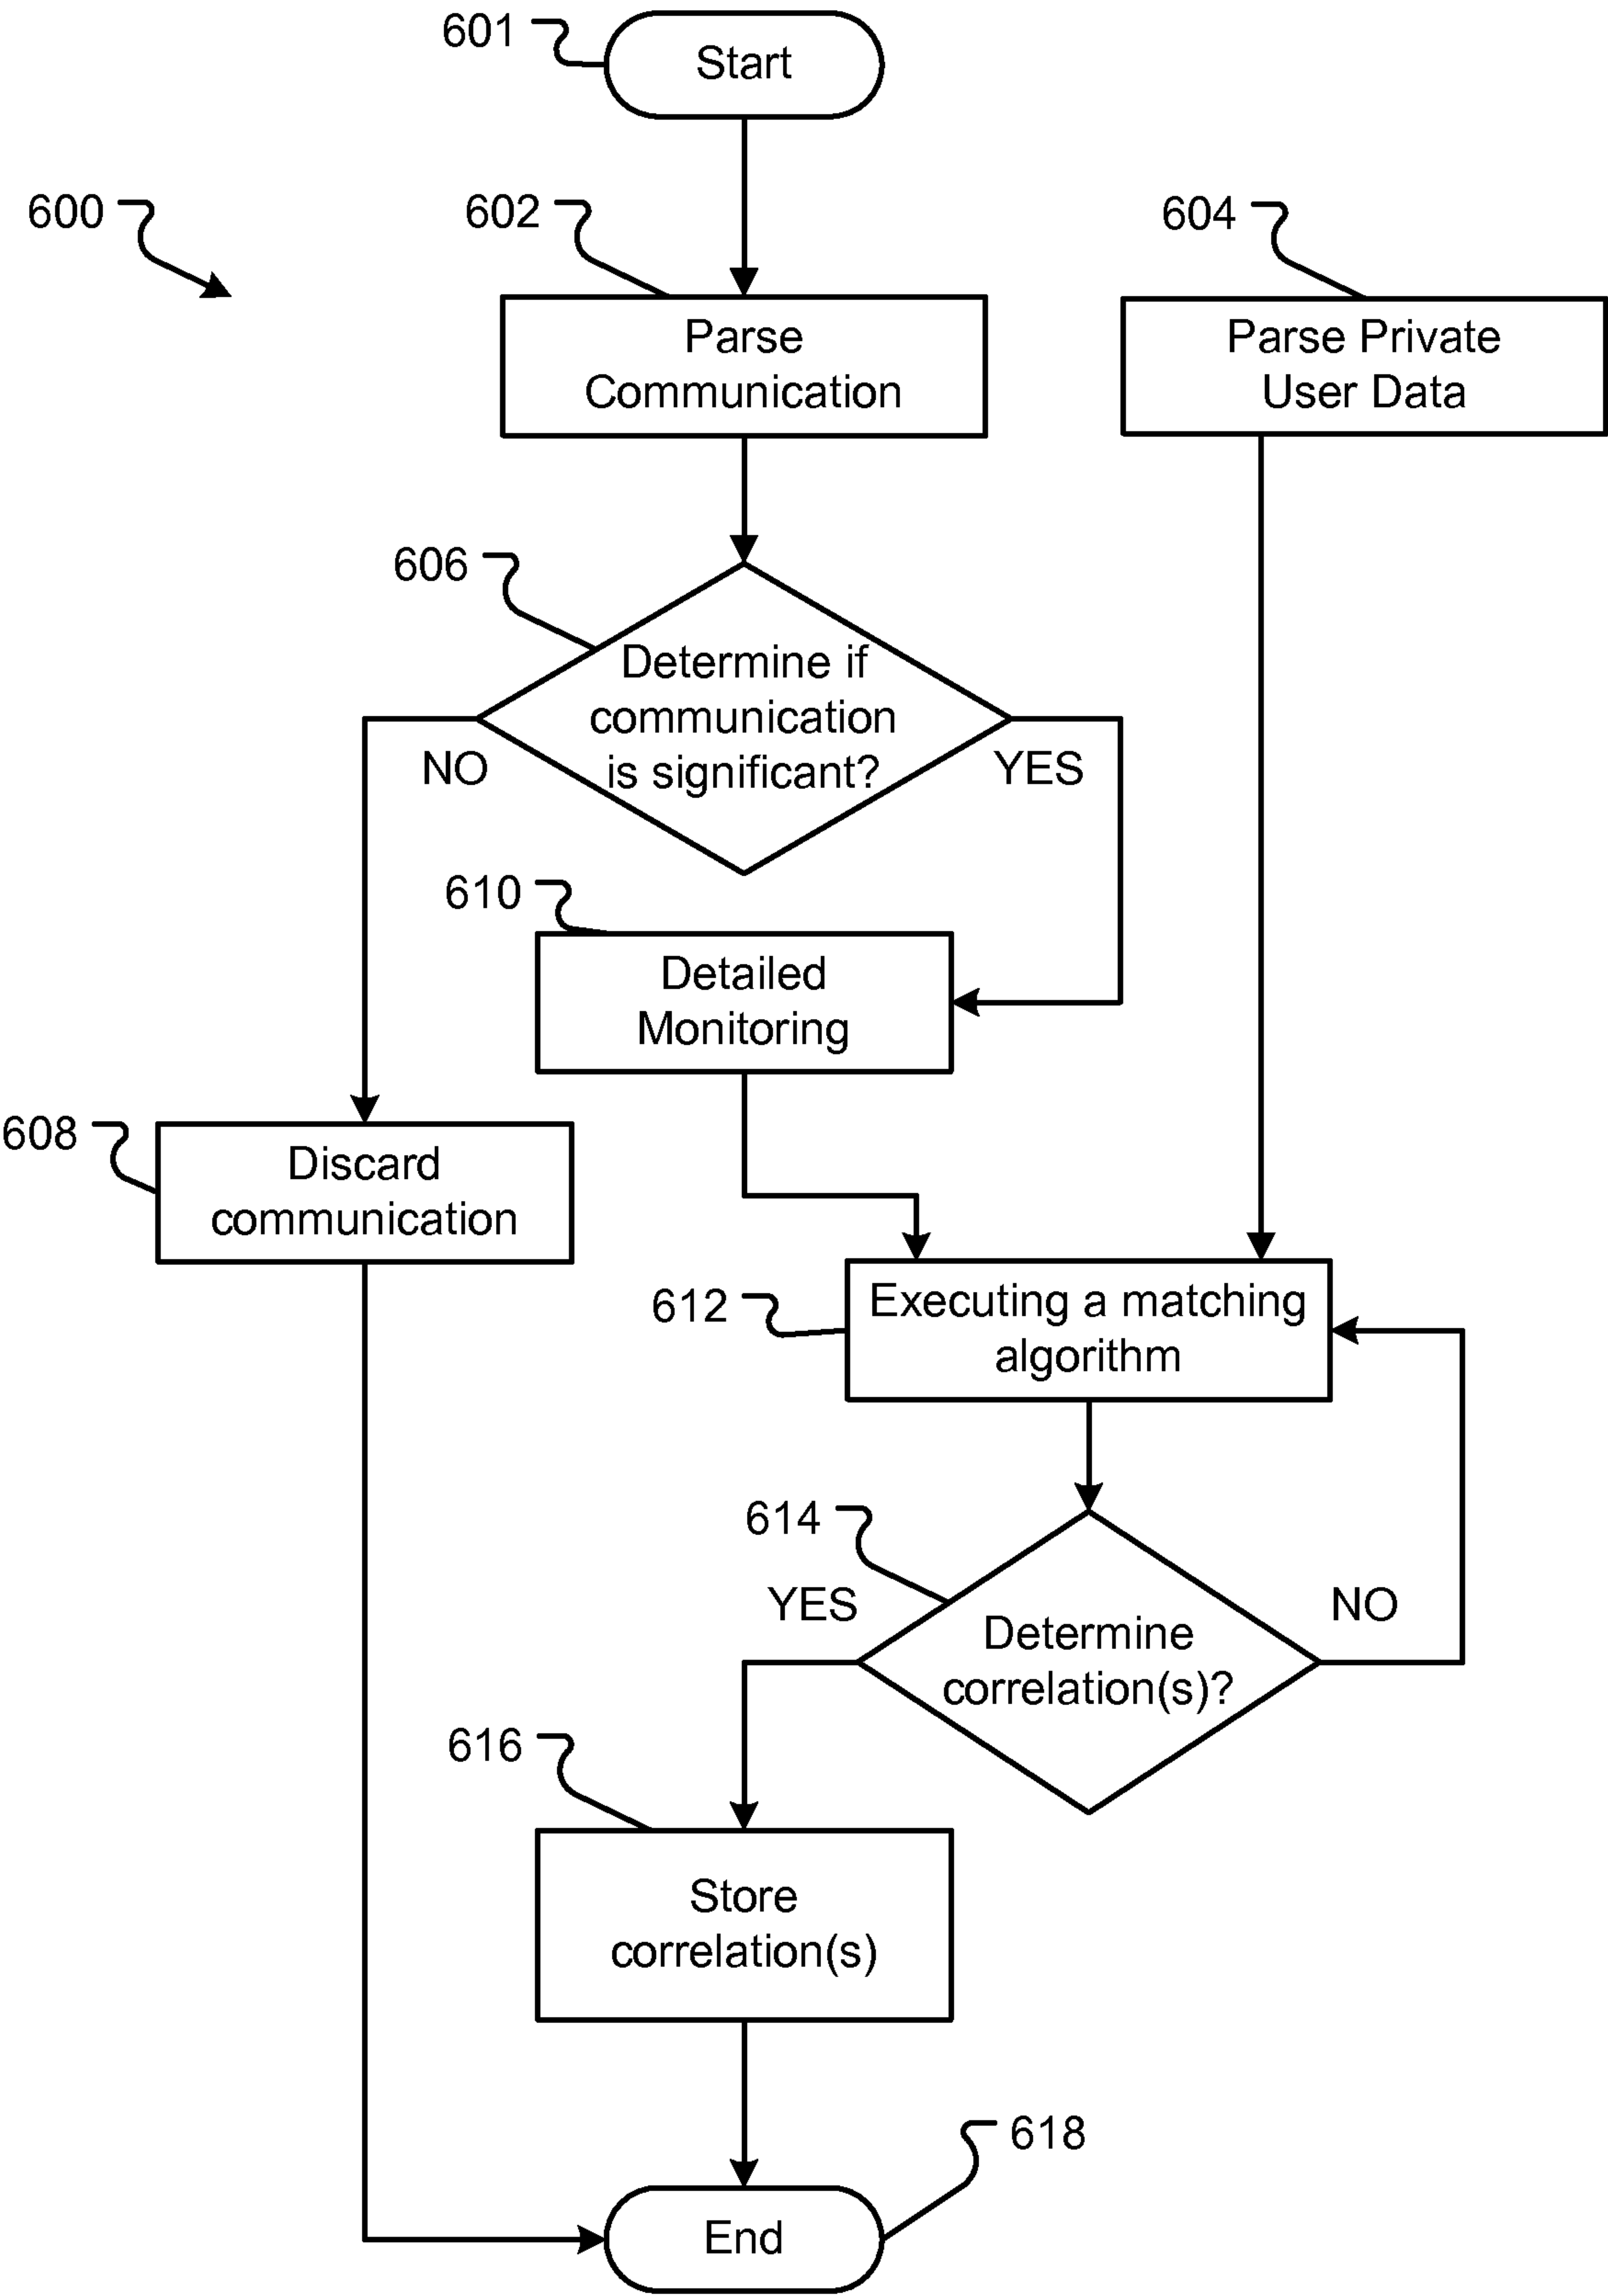 601
Start
600
602
604
Parse
Communication
Parse Private
User Data
606
Determine if
communication
is significant?
NO
YES
610
Detailed
Monitoring
608
Discard
communication
612
Executing a matching
algorithm
614
YES
NO
Determine
correlation(s)?
616
Store
correlation(s)
618
End